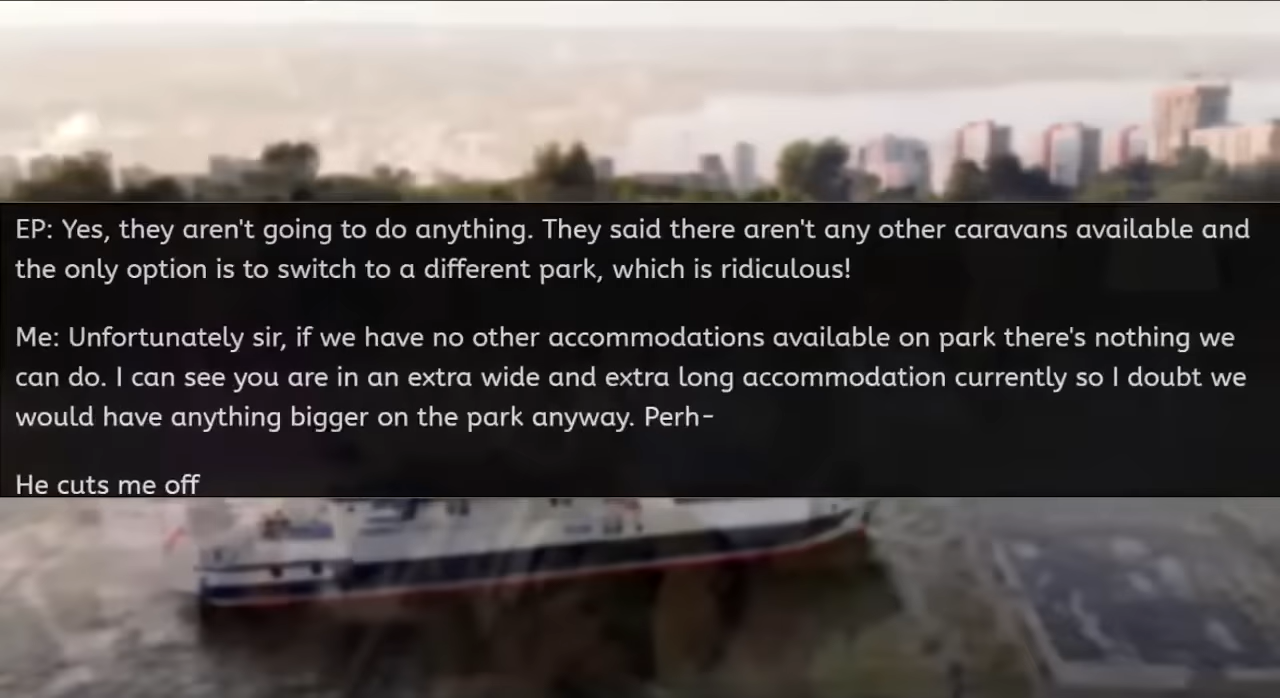 EP: Yes, they aren't going to do anything. They said there aren't any other caravans available and
the only option is to switch to a different park, which is ridiculous!
Me: Unfortunately sir, if we have no other accommodations available on park there's nothing we
can do. I can see you are in an extra wide and extra long accommodation currently so I doubt we
would have anything bigger on the park anyway. Perh-
He cuts me off